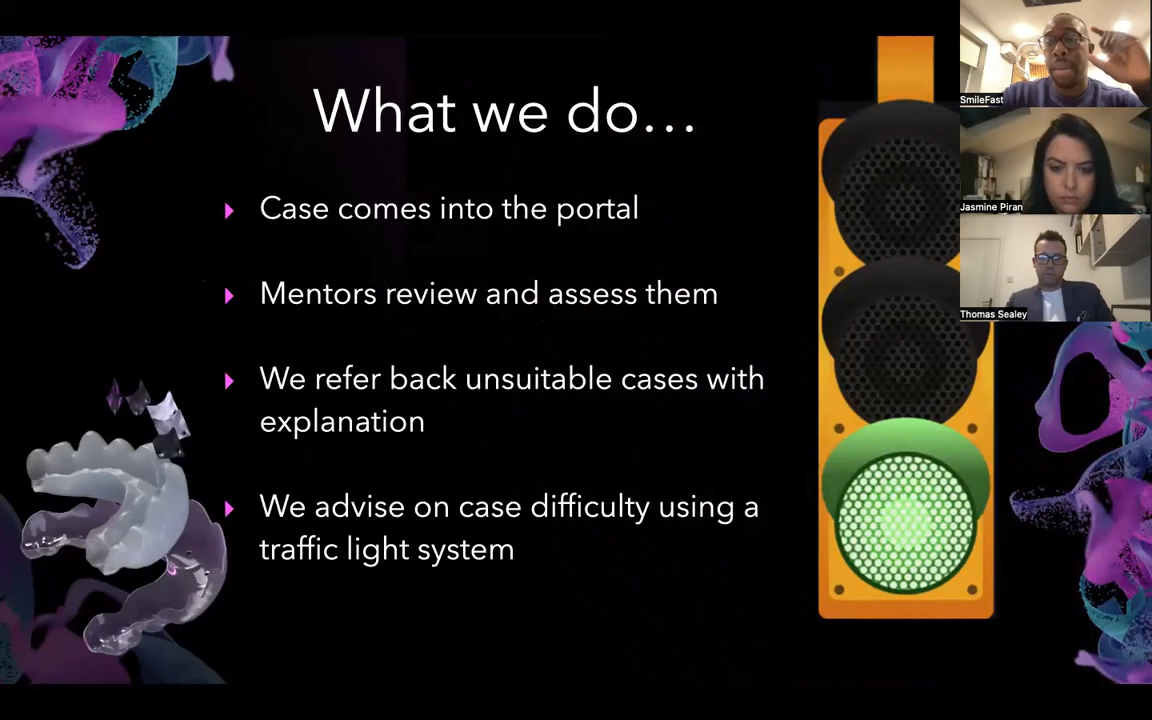 What we do...
Case comes into the portal
Mentors review and assess them
We refer back unsuitable cases with
explanation
We advise on case difficulty using a
traffic light system
SmileFast
Jasmine Piran
Thomas Sealey